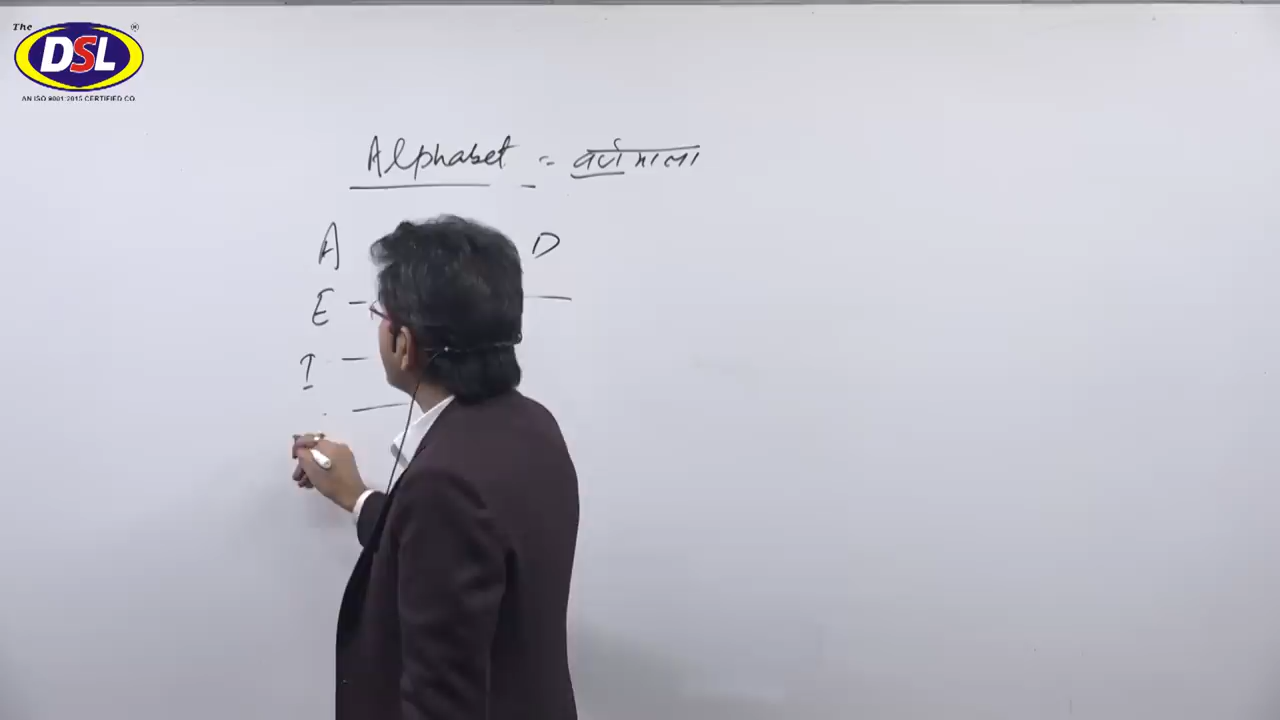 The
DSL
®
AN ISO 9001:2015 CERTIFIED CO.
Alphabet = वर्णमाला
A D
E
I